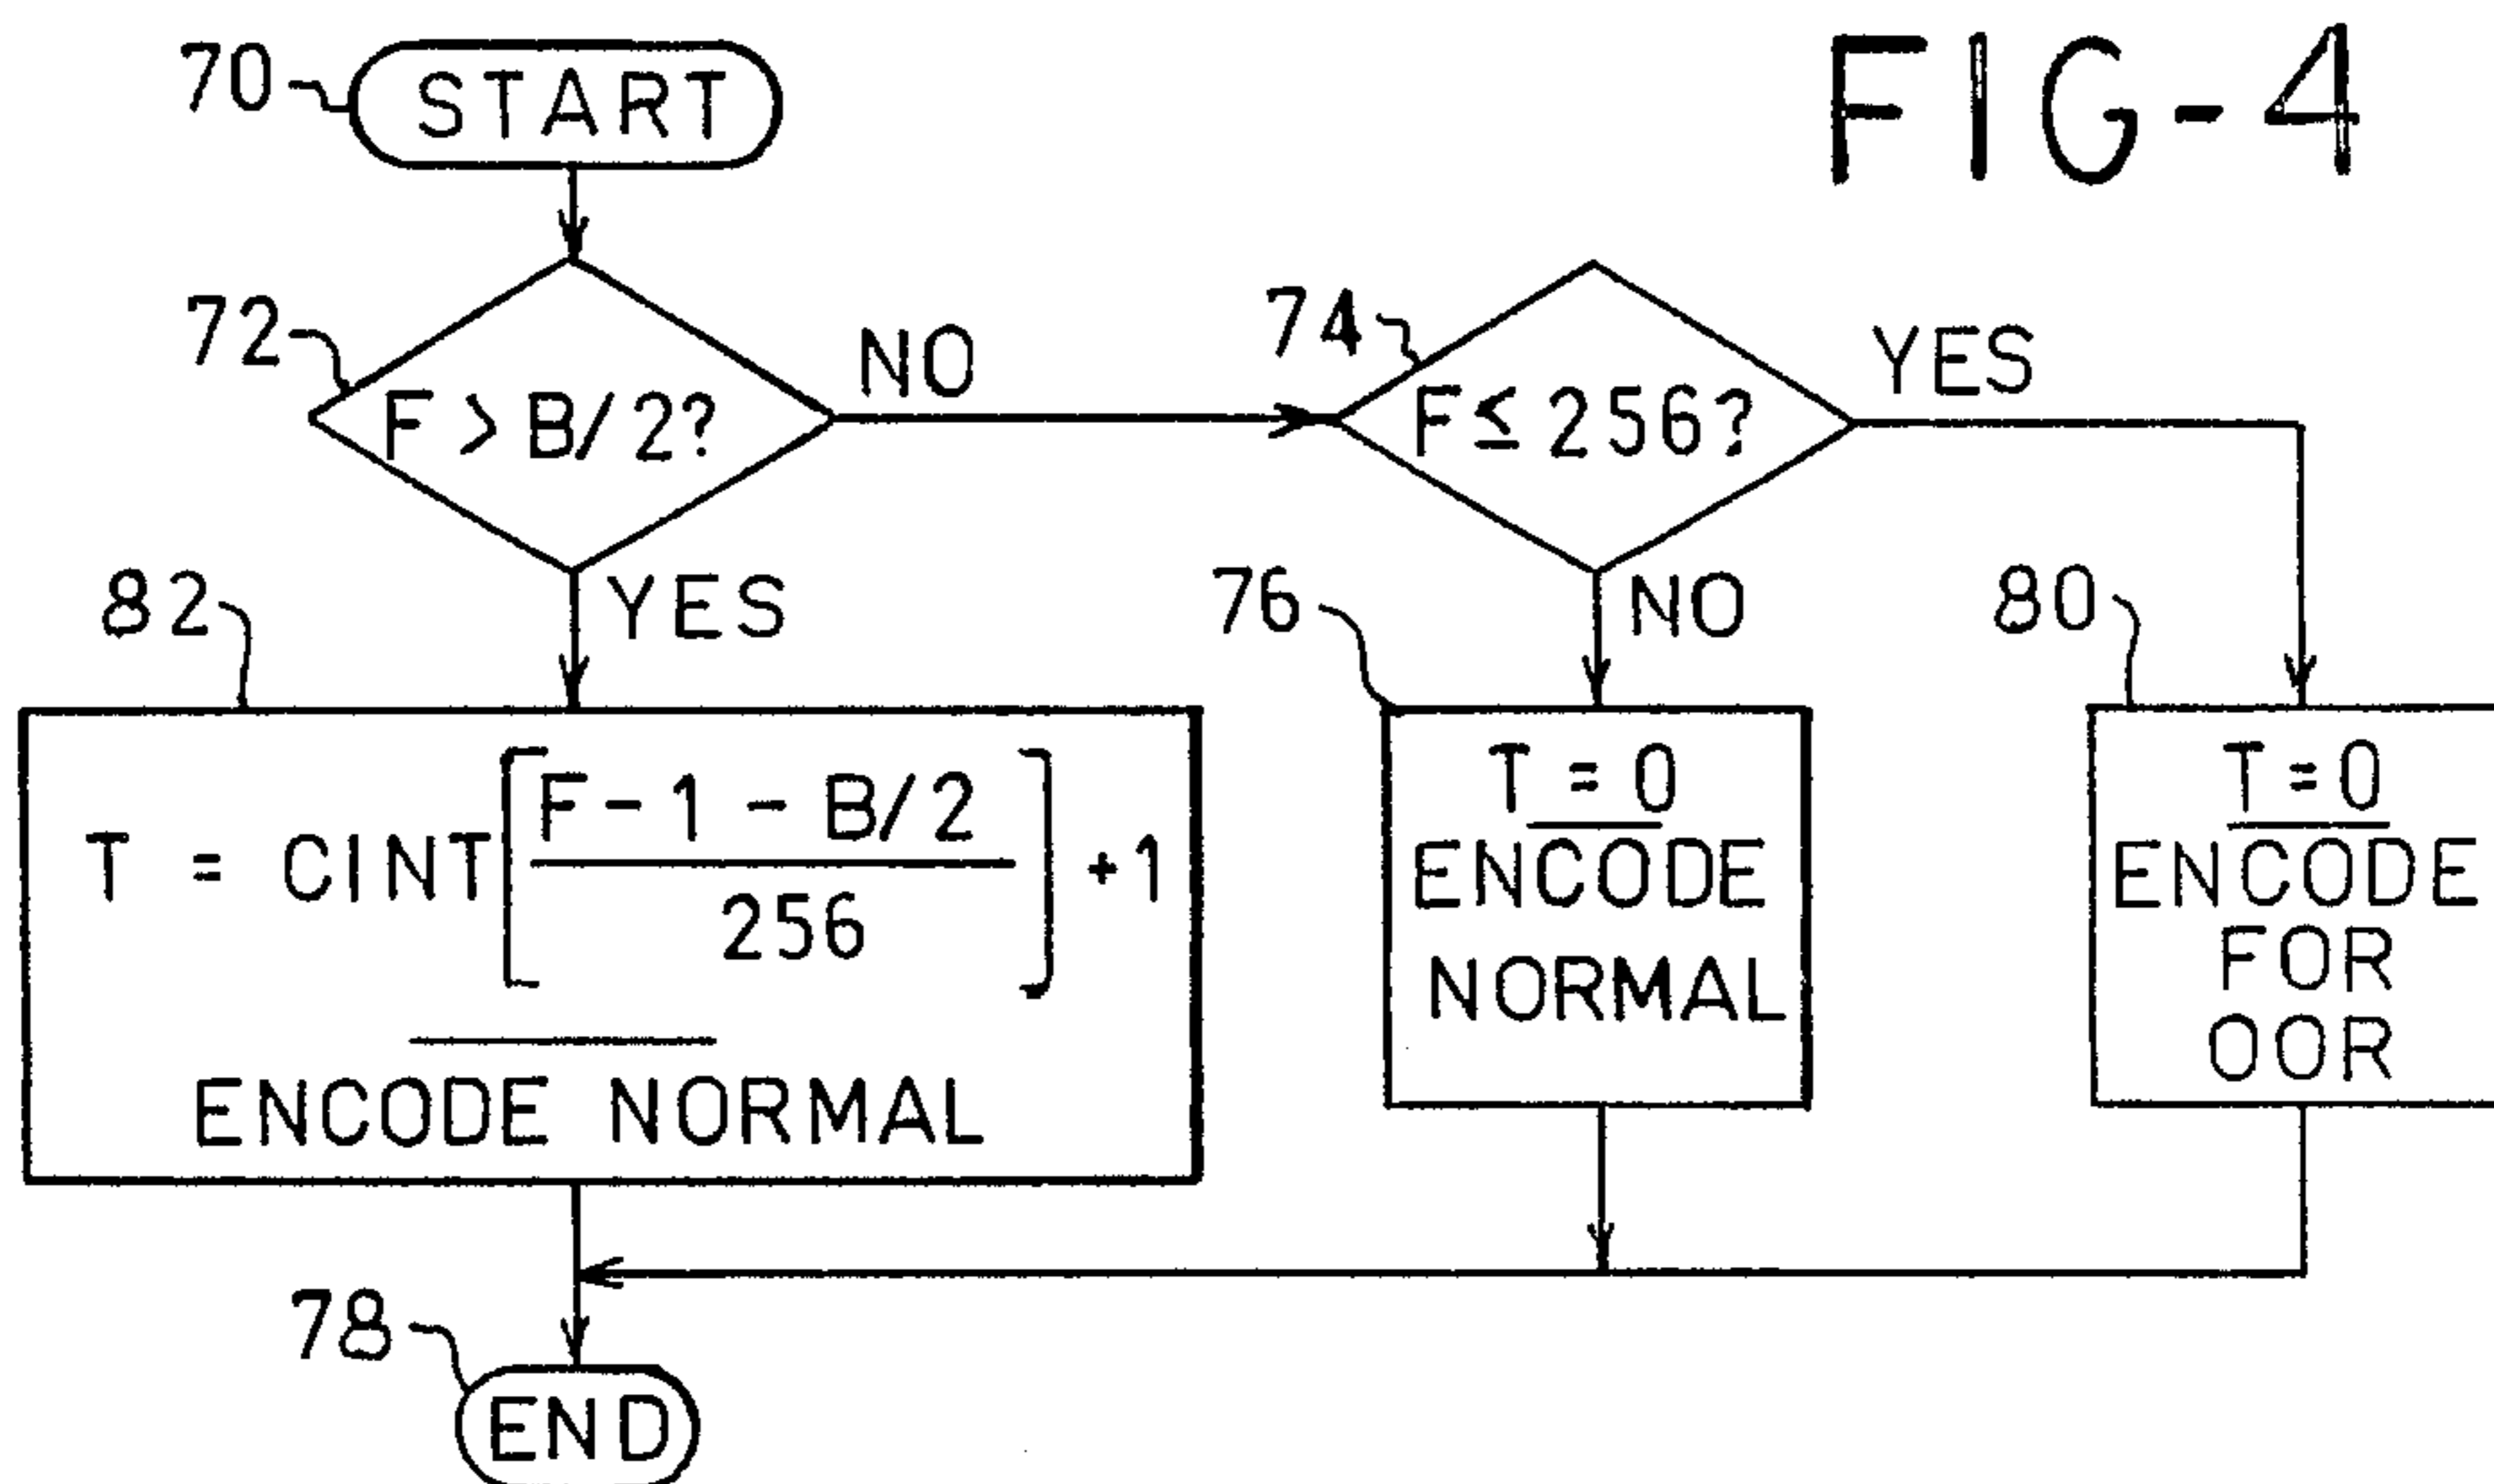 FIG-4
70 START
72 F > B/2?
NO
74 F ≤ 256?
YES
82 YES
76 NO
80
T = CINT[(F - 1 - B/2)/256] + 1
ENCODE NORMAL
T = 0
ENCODE
NORMAL
T = 0
ENCODE
FOR
OOR
78 END